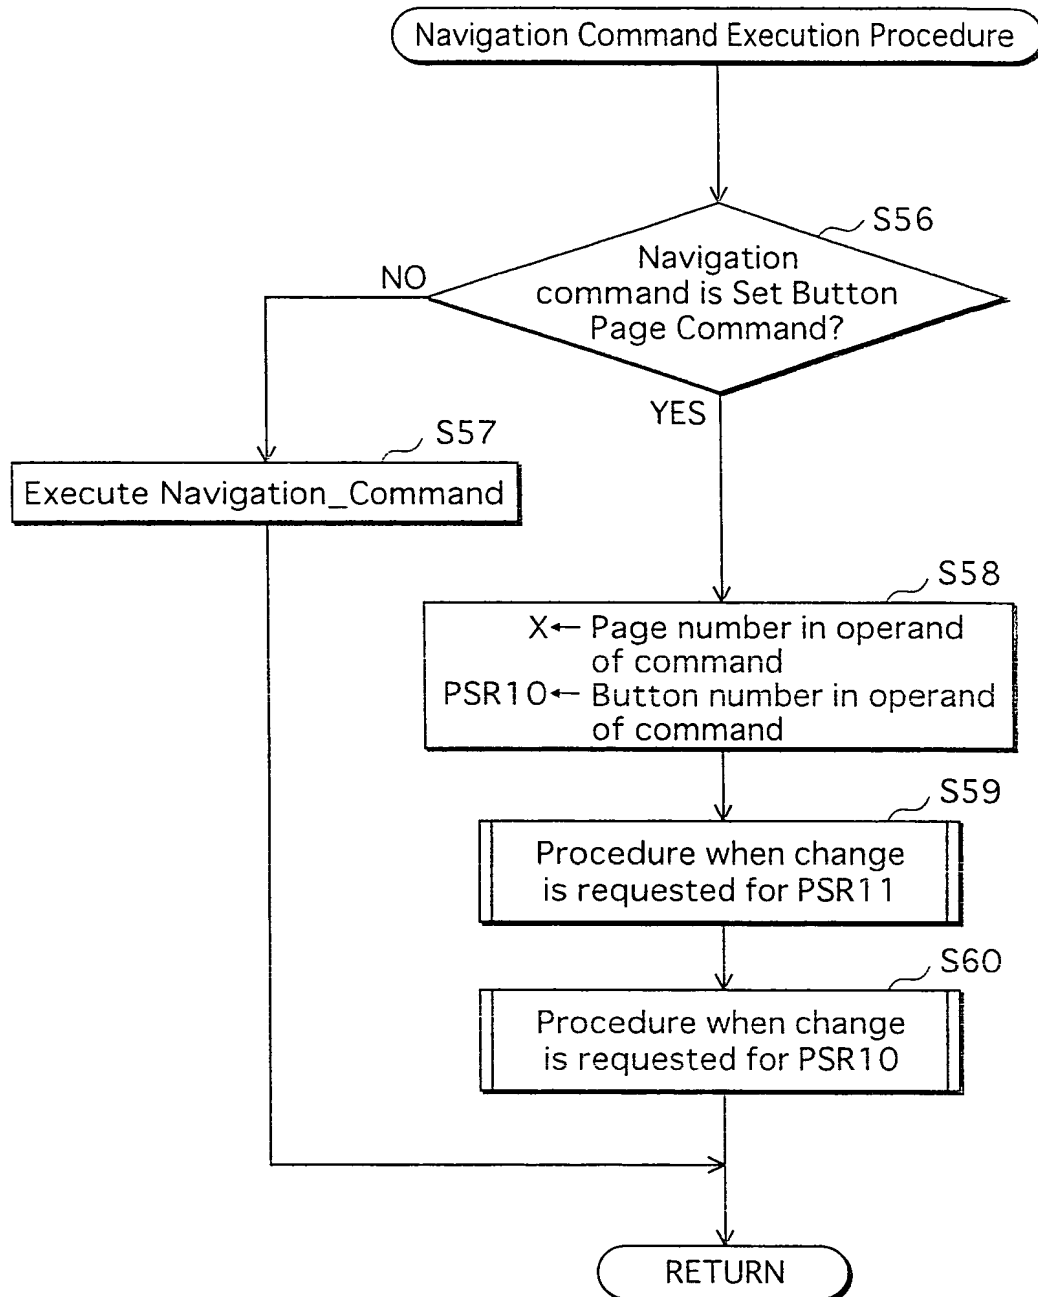 Navigation Command Execution Procedure
S56
Navigation
command is Set Button
Page Command?
NO
YES
S57
Execute Navigation_Command
S58
X← Page number in operand
of command
PSR10← Button number in operand
of command
S59
Procedure when change
is requested for PSR11
S60
Procedure when change
is requested for PSR10
RETURN